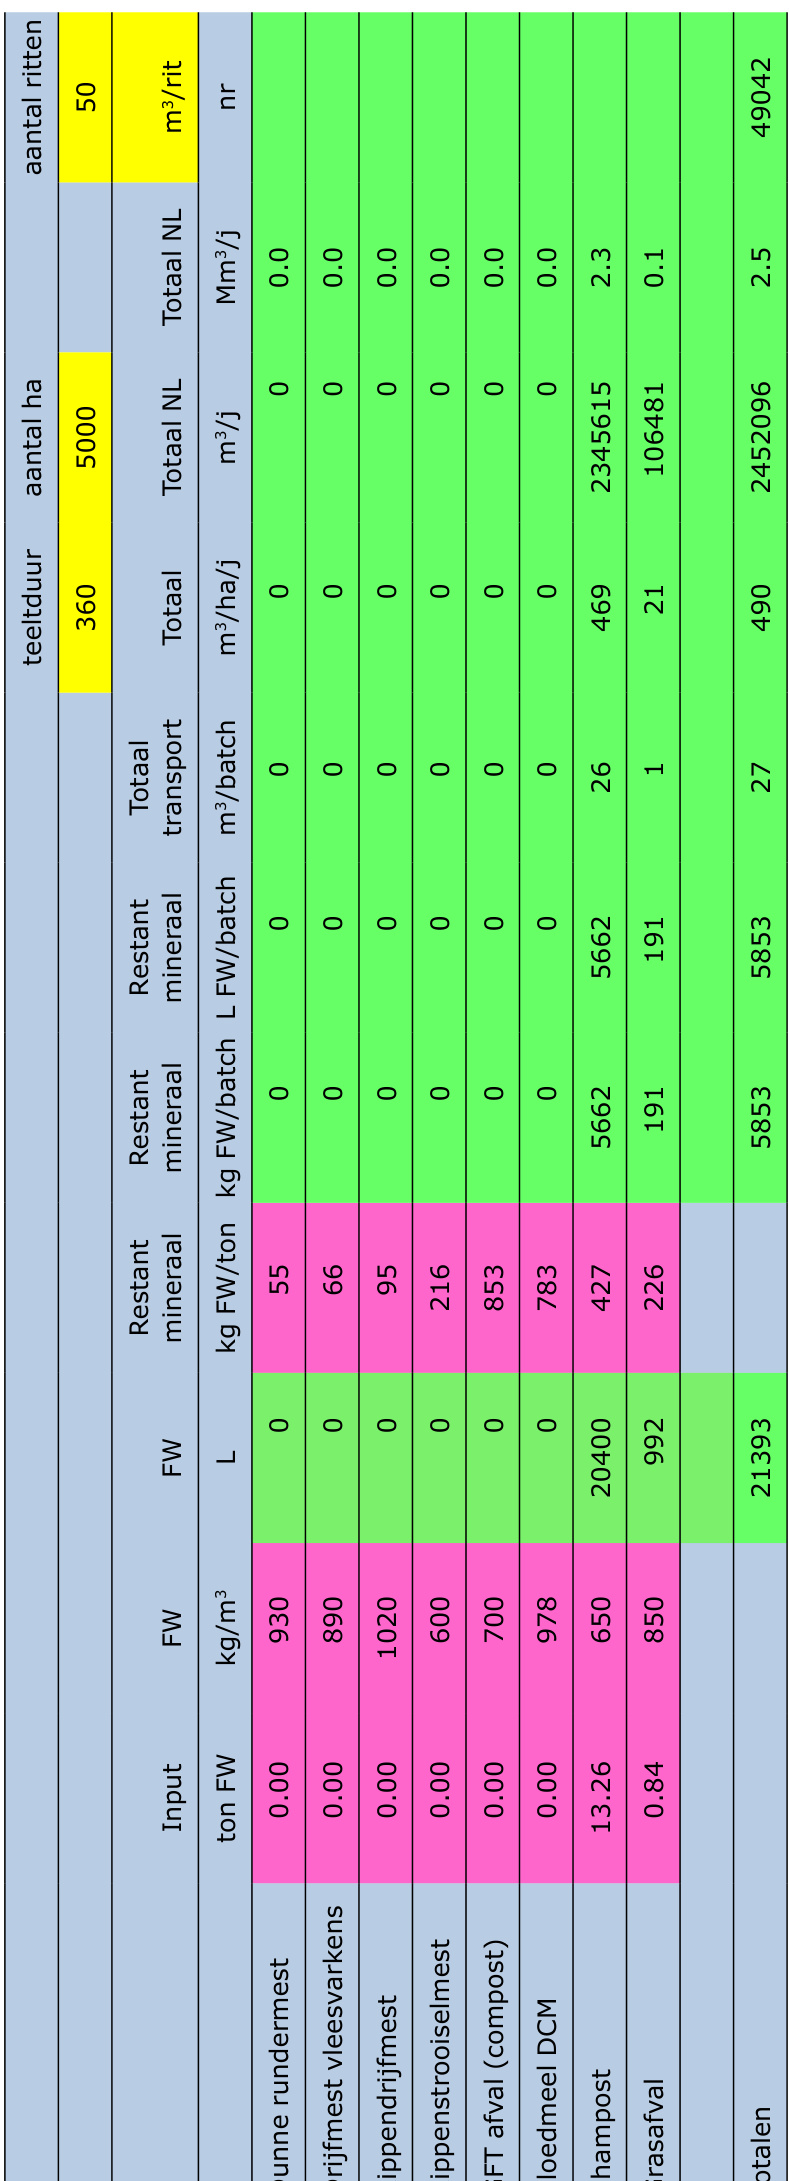 teeltduur aantal ha aantal ritten
360 5000 50
Input FW FW Restant mineraal Restant mineraal Restant mineraal Totaal transport Totaal Totaal NL Totaal NL m³/rit
ton FW kg/m³ L kg FW/ton kg FW/batch L FW/batch m³/batch m³/ha/j m³/j Mm³/j nr
unne rundermest 0.00 930 0 55 0 0 0 0 0 0.0
rijfmest vleesvarkens 0.00 890 0 66 0 0 0 0 0 0.0
ippendrijfmest 0.00 1020 0 95 0 0 0 0 0 0.0
ippenstrooiselmest 0.00 600 0 216 0 0 0 0 0 0.0
FT afval (compost) 0.00 700 0 853 0 0 0 0 0 0.0
loedmeel DCM 0.00 978 0 783 0 0 0 0 0 0.0
hampost 13.26 650 20400 427 5662 5662 26 469 2345615 2.3
rasafval 0.84 850 992 226 191 191 1 21 106481 0.1
otalen 21393 5853 5853 27 490 2452096 2.5 49042